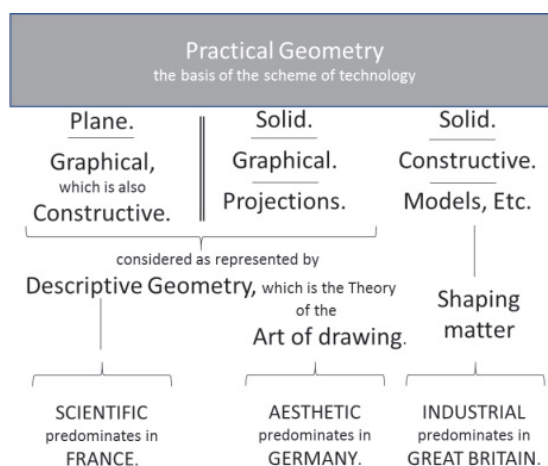 Practical Geometry
the basis of the scheme of technology
Plane.
Graphical,
which is also
Constructive.
Solid.
Graphical.
Projections.
Solid.
Constructive.
Models, Etc.
considered as represented by
Descriptive Geometry, which is the Theory
of the
Art of drawing.
Shaping
matter
SCIENTIFIC
predominates in
FRANCE.
AESTHETIC
predominates in
GERMANY.
INDUSTRIAL
predominates in
GREAT BRITAIN.